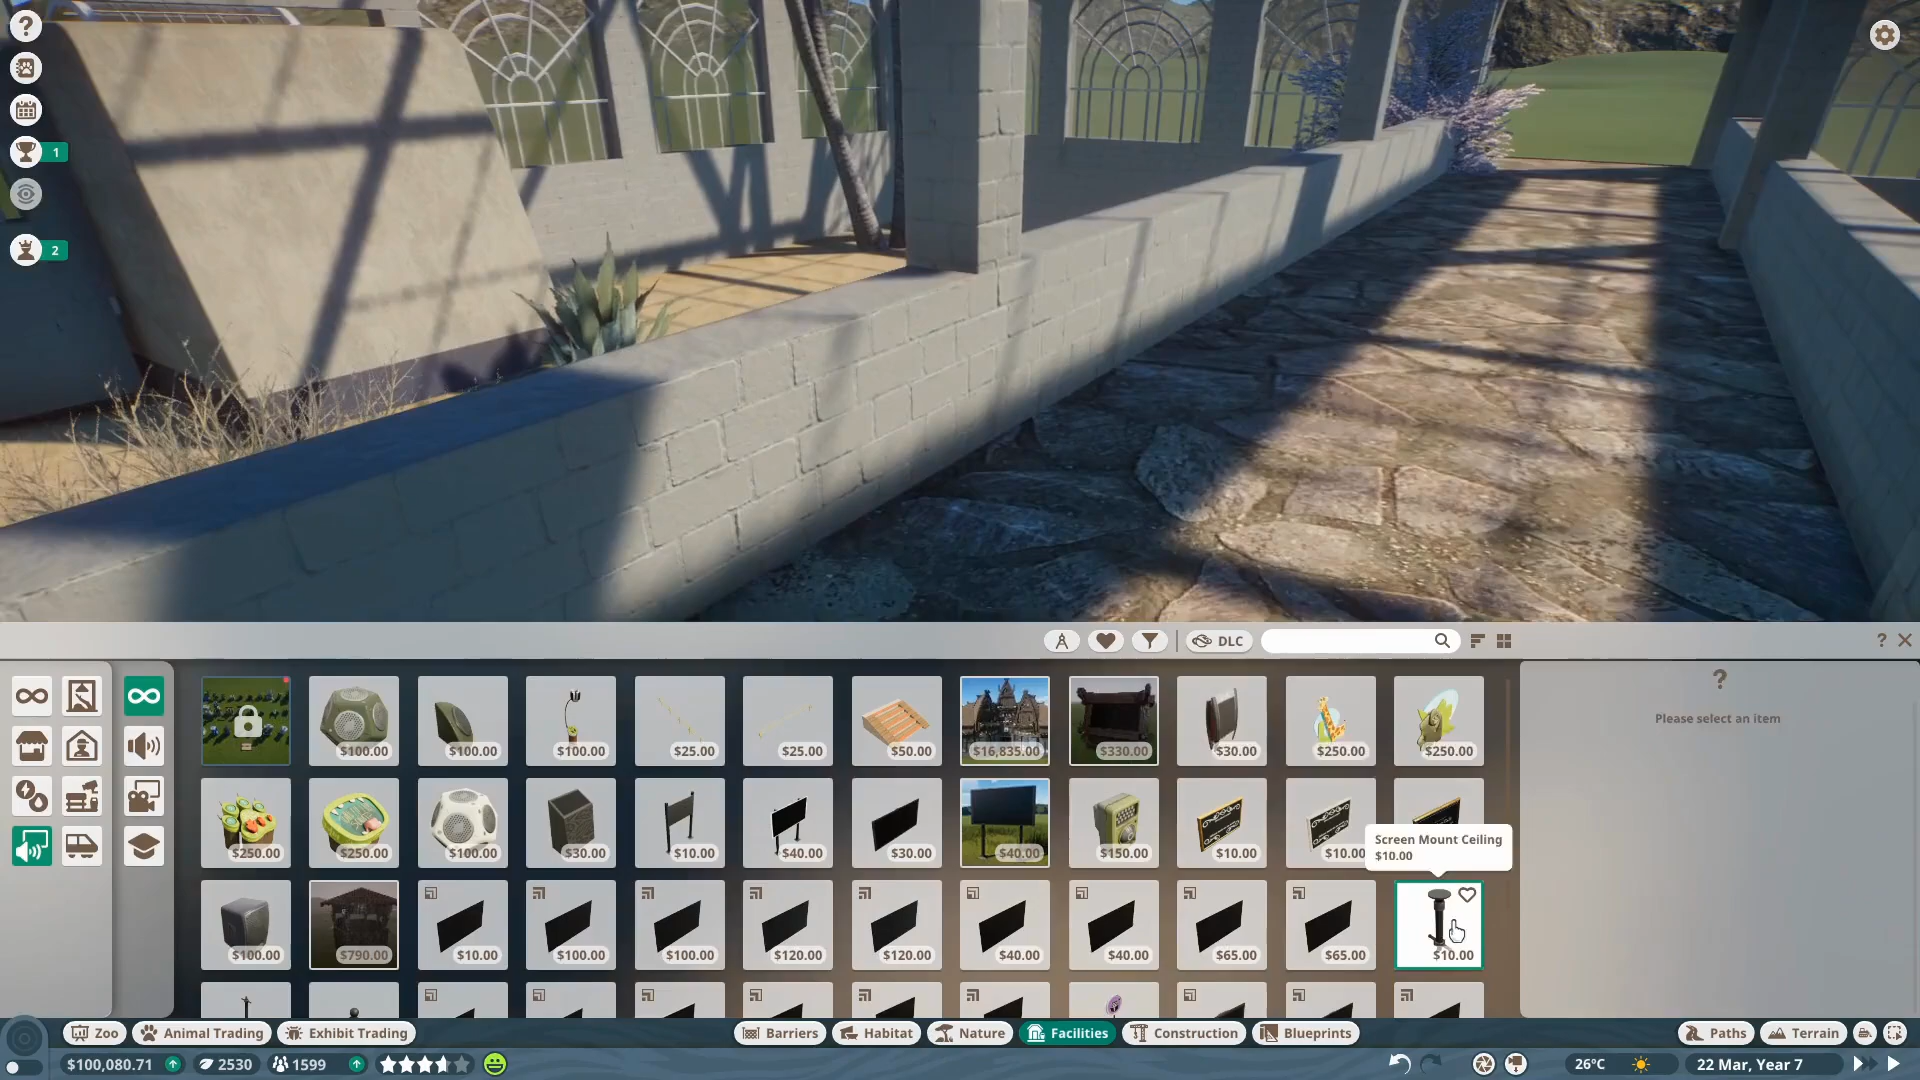 ?
1
2
DLC
?
?
Please select an item
$100.00 $100.00 $100.00 $25.00 $25.00 $50.00 $16,835.00 $330.00 $30.00 $250.00 $250.00
$250.00 $250.00 $100.00 $30.00 $10.00 $40.00 $30.00 $40.00 $150.00 $10.00 $10.00
Screen Mount Ceiling
$10.00
$100.00 $790.00 $10.00 $100.00 $100.00 $120.00 $120.00 $40.00 $40.00 $65.00 $65.00 $10.00
Zoo Animal Trading Exhibit Trading Barriers Habitat Nature Facilities Construction Blueprints Paths Terrain
$100,080.71 2530 1599 26°C 22 Mar, Year 7